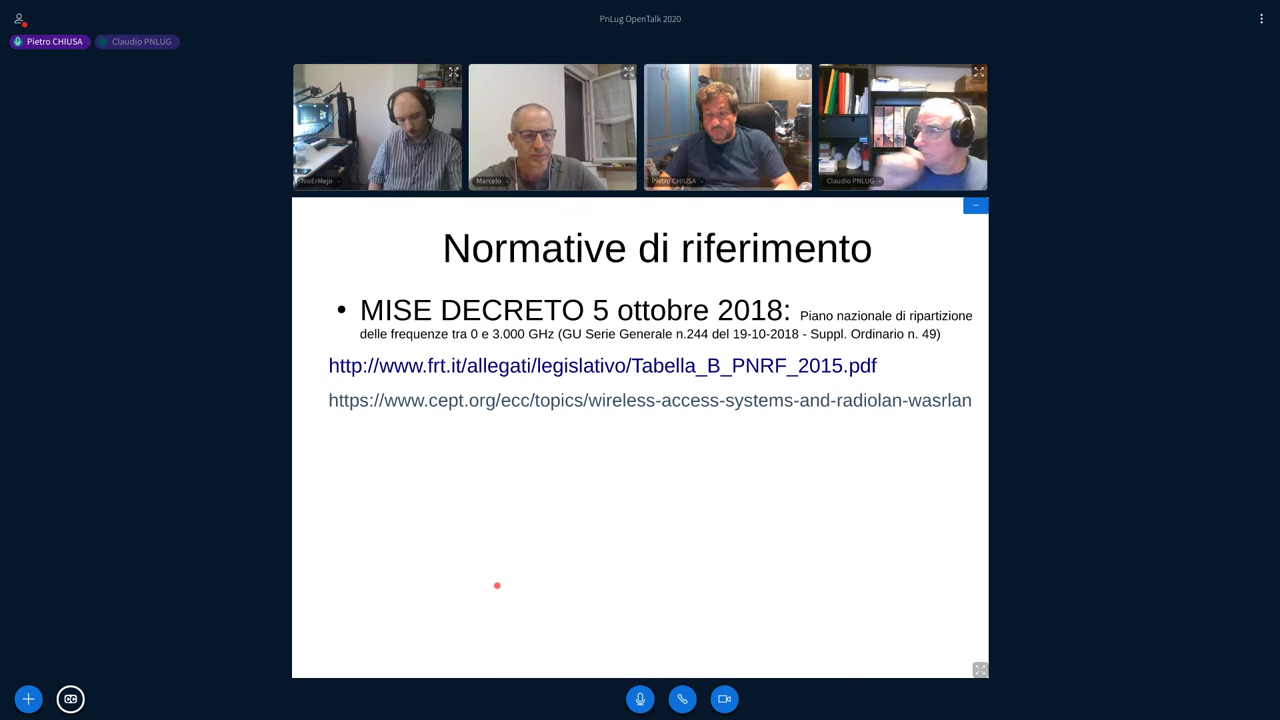 PnLug OpenTalk 2020
Pietro CHIUSA
Claudio PNLUG
IvoErMejo
Marcelo
Pietro CHIUSA
Claudio PNLUG
Normative di riferimento
• MISE DECRETO 5 ottobre 2018: Piano nazionale di ripartizione
delle frequenze tra 0 e 3.000 GHz (GU Serie Generale n.244 del 19-10-2018 - Suppl. Ordinario n. 49)
http://www.frt.it/allegati/legislativo/Tabella_B_PNRF_2015.pdf
https://www.cept.org/ecc/topics/wireless-access-systems-and-radiolan-wasrlan
CC